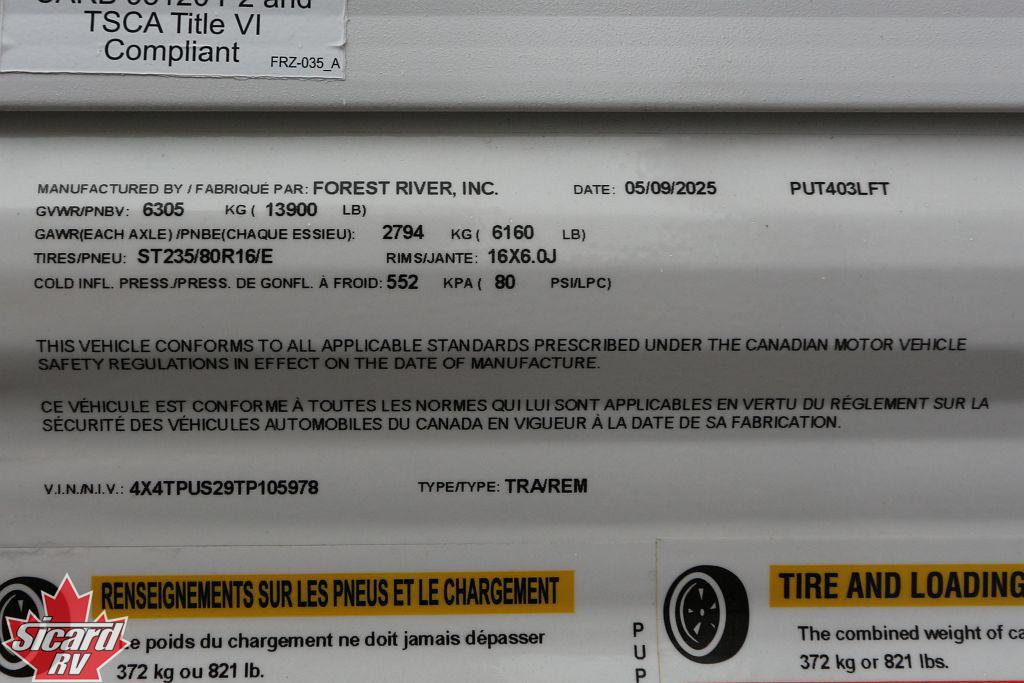 TSCA Title VI
Compliant
FRZ-035_A
MANUFACTURED BY / FABRIQUÉ PAR: FOREST RIVER, INC. DATE: 05/09/2025 PUT403LFT
GVWR/PNBV: 6305 KG ( 13900 LB)
GAWR(EACH AXLE) /PNBE(CHAQUE ESSIEU): 2794 KG ( 6160 LB)
TIRES/PNEU: ST235/80R16/E RIMS/JANTE: 16X6.0J
COLD INFL. PRESS./PRESS. DE GONFL. À FROID: 552 KPA ( 80 PSI/LPC)
THIS VEHICLE CONFORMS TO ALL APPLICABLE STANDARDS PRESCRIBED UNDER THE CANADIAN MOTOR VEHICLE
SAFETY REGULATIONS IN EFFECT ON THE DATE OF MANUFACTURE.
CE VÉHICULE EST CONFORME À TOUTES LES NORMES QUI LUI SONT APPLICABLES EN VERTU DU RÉGLEMENT SUR LA
SÉCURITÉ DES VÉHICULES AUTOMOBILES DU CANADA EN VIGUEUR À LA DATE DE SA FABRICATION.
V.I.N./N.I.V.: 4X4TPUS29TP105978 TYPE/TYPE: TRA/REM
RENSEIGNEMENTS SUR LES PNEUS ET LE CHARGEMENT
poids du chargement ne doit jamais dépasser
372 kg ou 821 lb.
PUP
TIRE AND LOADING
The combined weight of
372 kg or 821 lbs.
Sicard
RV